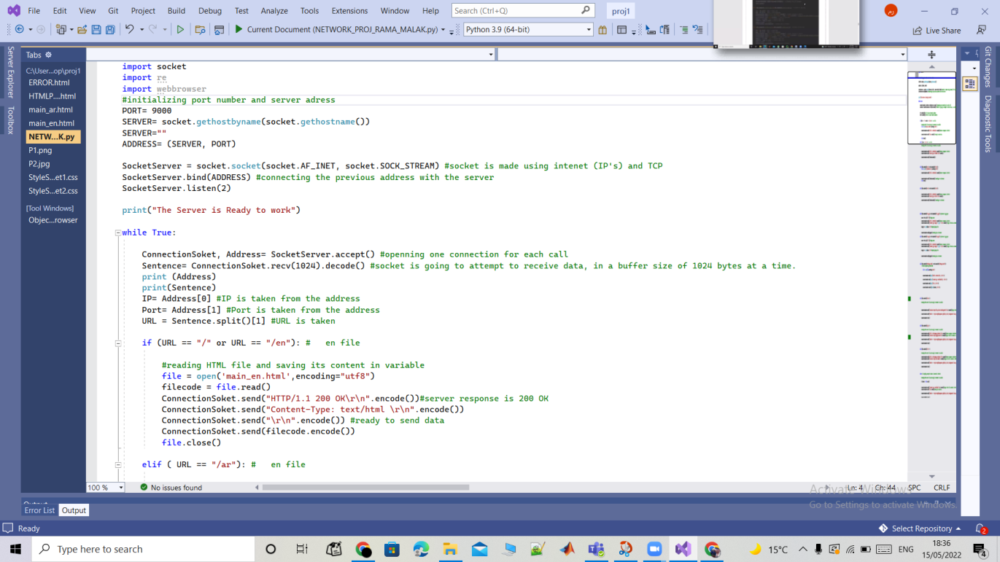 File Edit View Git Project Build Debug Test Analyze Tools Extensions Window Help Search (Ctrl+Q) proj1
Python 3.9 (64-bit) Live Share
Server Explorer
Toolbox
Tabs
C:\User...op\proj1
ERROR.html
HTMLP....html
main_ar.html
main_en.html
NETW...K.py
P1.png
P2.jpg
StyleS...et1.css
StyleS...et2.css
[Tool Windows]
Objec...rowser
import socket
import re
import webbrowser
#initializing port number and server adress
PORT= 9000
SERVER= socket.gethostbyname(socket.gethostname())
SERVER=""
ADDRESS= (SERVER, PORT)
SocketServer = socket.socket(socket.AF_INET, socket.SOCK_STREAM) #socket is made using intenet (IP's) and TCP
SocketServer.bind(ADDRESS) #connecting the previous address with the server
SocketServer.listen(2)
print("The Server is Ready to work")
while True:
ConnectionSoket, Address= SocketServer.accept() #openning one connection for each call
Sentence= ConnectionSoket.recv(1024).decode() #socket is going to attempt to receive data, in a buffer size of 1024 bytes at a time.
print (Address)
print(Sentence)
IP= Address[0] #IP is taken from the address
Port= Address[1] #Port is taken from the address
URL = Sentence.split()[1] #URL is taken
if (URL == "/" or URL == "/en"): # en file
#reading HTML file and saving its content in variable
file = open('main_en.html',encoding="utf8")
filecode = file.read()
ConnectionSoket.send("HTTP/1.1 200 OK\r\n".encode())#server response is 200 OK
ConnectionSoket.send("Content-Type: text/html \r\n".encode())
ConnectionSoket.send("\r\n".encode()) #ready to send data
ConnectionSoket.send(filecode.encode())
file.close()
elif ( URL == "/ar"): # en file
Git Changes
Diagnostic Tools
100 % No issues found Ln: 4 Ch: 44 SPC CRLF
Activate Windows
Go to Settings to activate Windows.
Output
Error List Output
Ready Select Repository 2
Type here to search 15°C ENG 18:36
15/05/2022 4